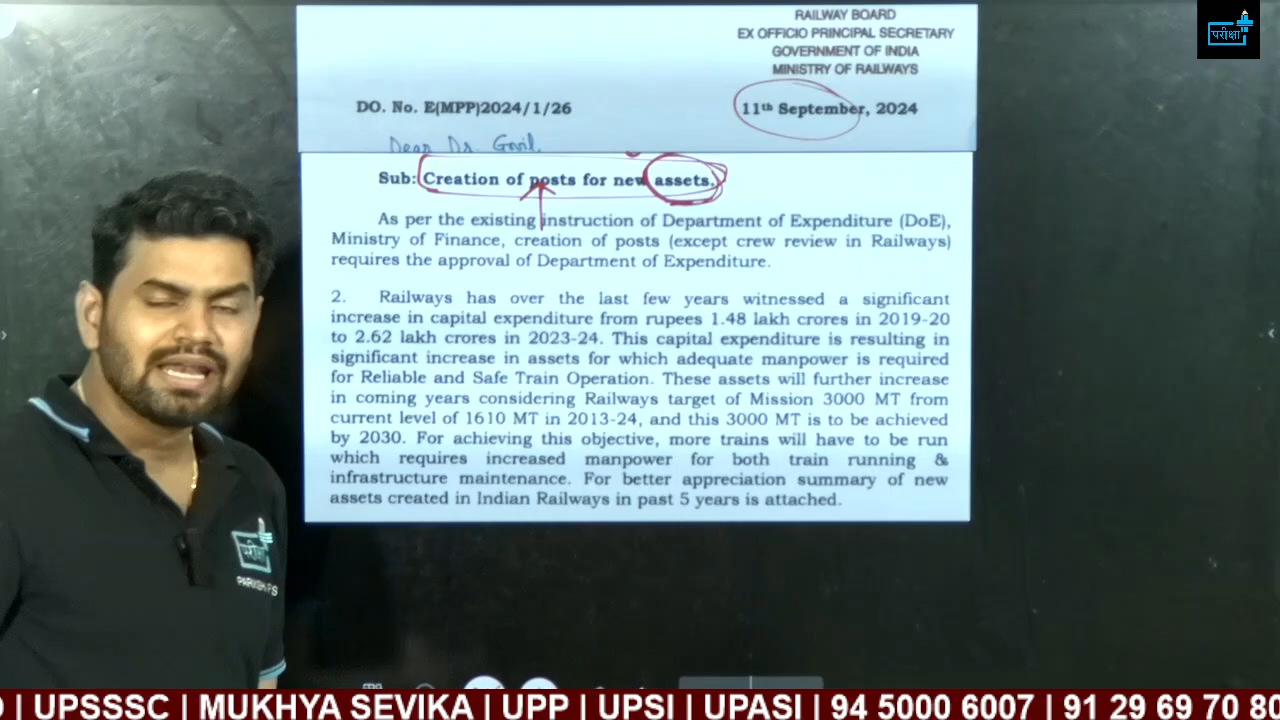 RAILWAY BOARD
EX OFFICIO PRINCIPAL SECRETARY
GOVERNMENT OF INDIA
MINISTRY OF RAILWAYS
परीक्षा
DO. No. E(MPP)2024/1/26
11th September, 2024
Dear Dr. Govil,
Sub: Creation of posts for new assets.
As per the existing instruction of Department of Expenditure (DoE),
Ministry of Finance, creation of posts (except crew review in Railways)
requires the approval of Department of Expenditure.
2. Railways has over the last few years witnessed a significant
increase in capital expenditure from rupees 1.48 lakh crores in 2019-20
to 2.62 lakh crores in 2023-24. This capital expenditure is resulting in
significant increase in assets for which adequate manpower is required
for Reliable and Safe Train Operation. These assets will further increase
in coming years considering Railways target of Mission 3000 MT from
current level of 1610 MT in 2013-24, and this 3000 MT is to be achieved
by 2030. For achieving this objective, more trains will have to be run
which requires increased manpower for both train running &
infrastructure maintenance. For better appreciation summary of new
assets created in Indian Railways in past 5 years is attached.
परीक्षा
| UPSSSC | MUKHYA SEVIKA | UPP | UPSI | UPASI | 94 5000 6007 | 91 29 69 70 80